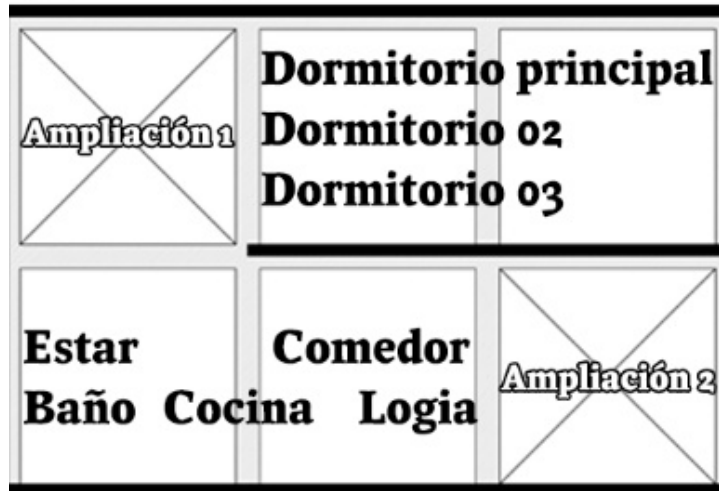 Dormitorio principal
Ampliación 1
Dormitorio 02
Dormitorio 03
Estar Comedor
Ampliación 2
Baño Cocina Logia